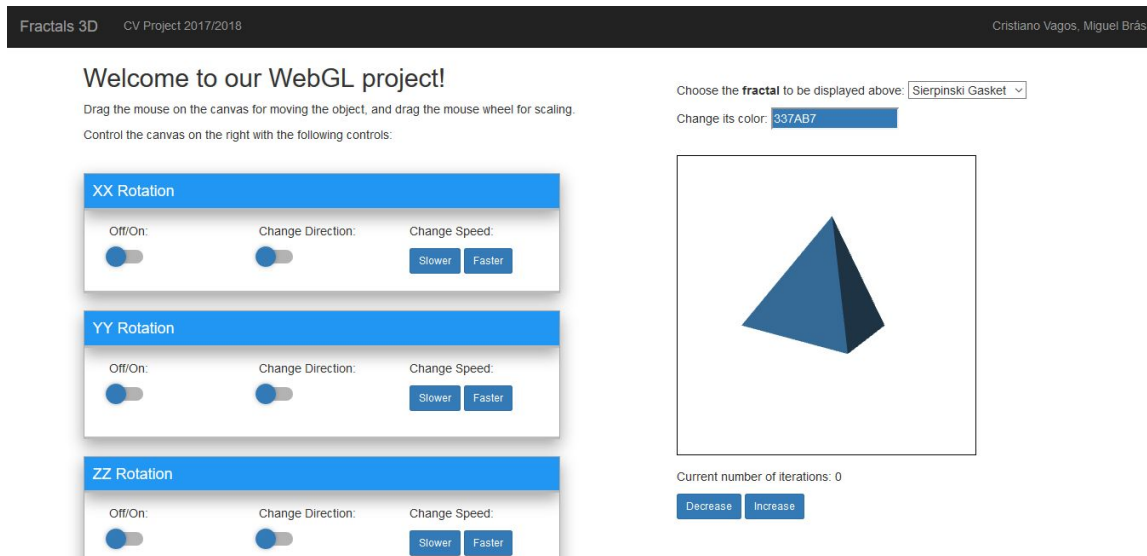 Fractals 3D CV Project 2017/2018 Cristiano Vagos, Miguel Brás
Welcome to our WebGL project!
Drag the mouse on the canvas for moving the object, and drag the mouse wheel for scaling.
Control the canvas on the right with the following controls:
XX Rotation
Off/On: Change Direction: Change Speed:
Slower Faster
YY Rotation
Off/On: Change Direction: Change Speed:
Slower Faster
ZZ Rotation
Off/On: Change Direction: Change Speed:
Slower Faster
Choose the fractal to be displayed above: Sierpinski Gasket
Change its color: 337AB7
Current number of iterations: 0
Decrease Increase